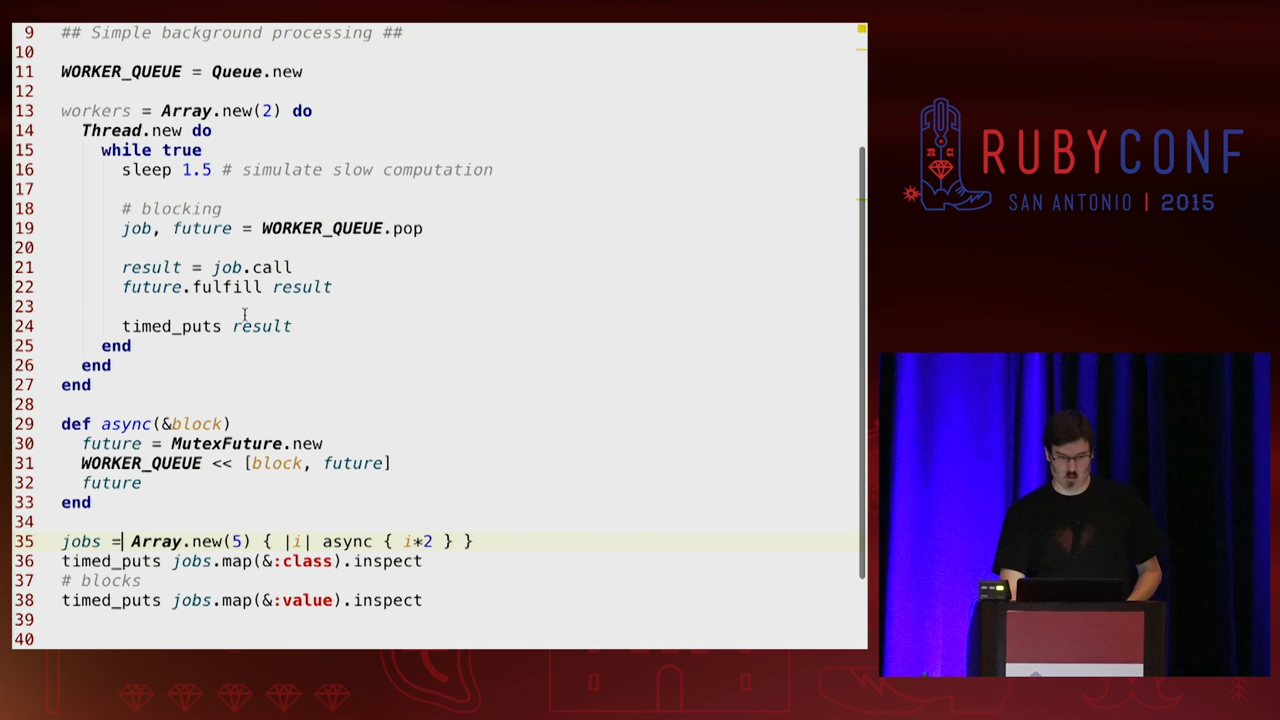 9 ## Simple background processing ##
10
11 WORKER_QUEUE = Queue.new
12
13 workers = Array.new(2) do
14 Thread.new do
15 while true
16 sleep 1.5 # simulate slow computation
17
18 # blocking
19 job, future = WORKER_QUEUE.pop
20
21 result = job.call
22 future.fulfill result
23
24 timed_puts result
25 end
26 end
27 end
28
29 def async(&block)
30 future = MutexFuture.new
31 WORKER_QUEUE << [block, future]
32 future
33 end
34
35 jobs = Array.new(5) { |i| async { i*2 } }
36 timed_puts jobs.map(&:class).inspect
37 # blocks
38 timed_puts jobs.map(&:value).inspect
39
40
RUBYCONF
SAN ANTONIO | 2015